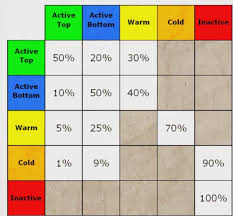 Active Top Active Bottom Warm Cold Inactive
Active Top 50% 20% 30%
Active Bottom 10% 50% 40%
Warm 5% 25% 70%
Cold 1% 9% 90%
Inactive 100%